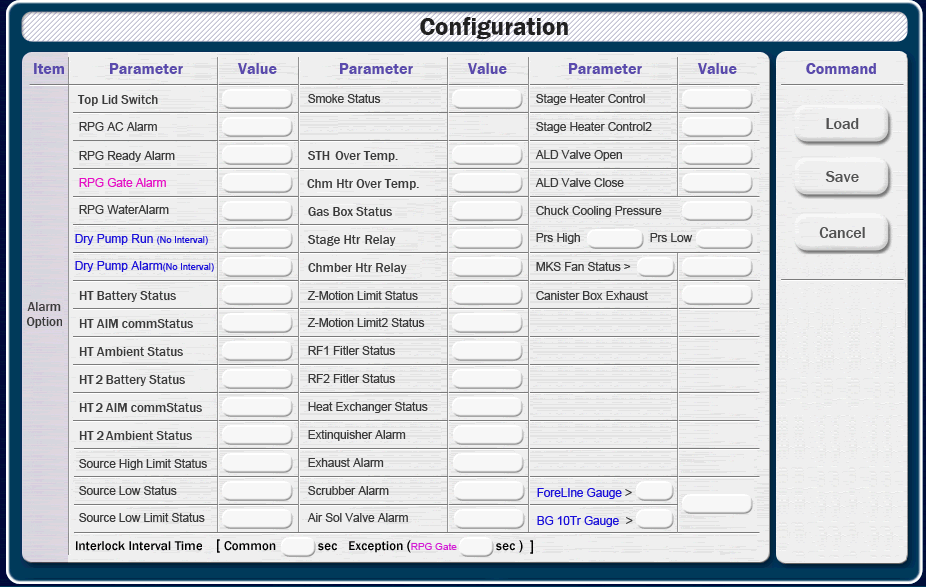 Configuration
Item Parameter Value Parameter Value Parameter Value Command
Top Lid Switch Smoke Status Stage Heater Control
RPG AC Alarm Stage Heater Control2 Load
RPG Ready Alarm STH Over Temp. ALD Valve Open
RPG Gate Alarm Chm Htr Over Temp. ALD Valve Close Save
RPG WaterAlarm Gas Box Status Chuck Cooling Pressure
Dry Pump Run (No Interval) Stage Htr Relay Prs High Prs Low Cancel
Dry Pump Alarm(No Interval) Chmber Htr Relay MKS Fan Status >
HT Battery Status Z-Motion Limit Status Canister Box Exhaust
Alarm
Option
HT AIM commStatus Z-Motion Limit2 Status
HT Ambient Status RF1 Fitler Status
HT 2 Battery Status RF2 Fitler Status
HT 2 AIM commStatus Heat Exchanger Status
HT 2 Ambient Status Extinquisher Alarm
Source High Limit Status Exhaust Alarm
Source Low Status Scrubber Alarm ForeLIne Gauge >
Source Low Limit Status Air Sol Valve Alarm BG 10Tr Gauge >
Interlock Interval Time [ Common sec Exception (RPG Gate sec ) ]